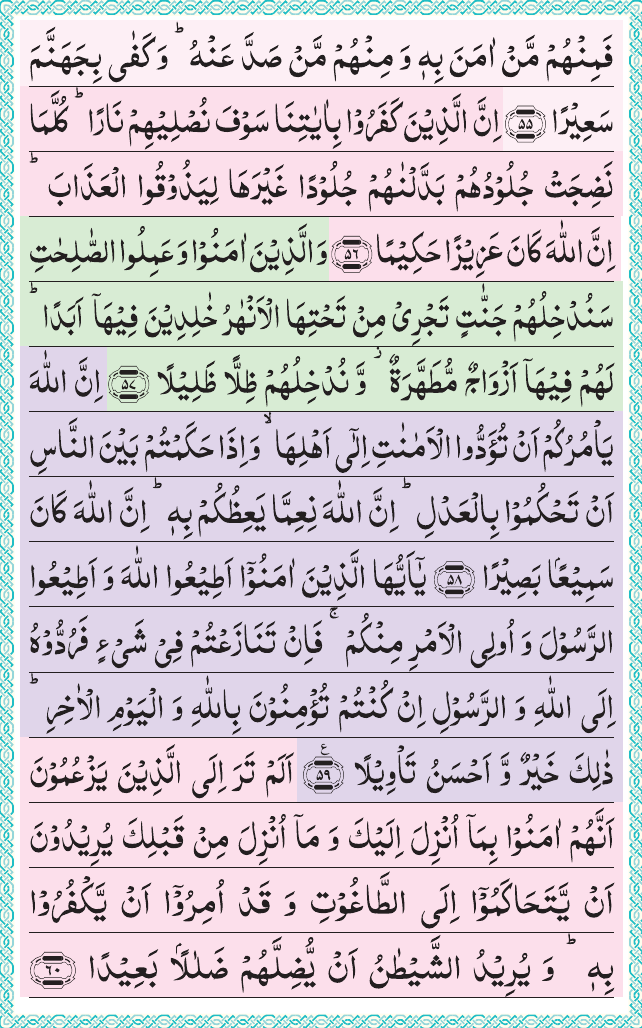 فَمِنْهُمْ مَّنْ اٰمَنَ بِهٖ وَ مِنْهُمْ مَّنْ صَدَّ عَنْهُ ؕ وَكَفٰى بِجَهَنَّمَ
سَعِيْرًا ﴿۵۵﴾ اِنَّ الَّذِيْنَ كَفَرُوْا بِاٰيٰتِنَا سَوْفَ نُصْلِيْهِمْ نَارًا ؕ كُلَّمَا
نَضِجَتْ جُلُوْدُهُمْ بَدَّلْنٰهُمْ جُلُوْدًا غَيْرَهَا لِيَذُوْقُوا الْعَذَابَ ؕ
اِنَّ اللّٰهَ كَانَ عَزِيْزًا حَكِيْمًا ﴿۵۶﴾ وَالَّذِيْنَ اٰمَنُوْا وَعَمِلُوا الصّٰلِحٰتِ
سَنُدْخِلُهُمْ جَنّٰتٍ تَجْرِيْ مِنْ تَحْتِهَا الْاَنْهٰرُ خٰلِدِيْنَ فِيْهَاۤ اَبَدًا ؕ
لَهُمْ فِيْهَاۤ اَزْوَاجٌ مُّطَهَّرَةٌ ؗ وَّ نُدْخِلُهُمْ ظِلًّا ظَلِيْلًا ﴿۵۷﴾ اِنَّ اللّٰهَ
يَاْمُرُكُمْ اَنْ تُؤَدُّوا الْاَمٰنٰتِ اِلٰۤى اَهْلِهَا ۙ وَاِذَا حَكَمْتُمْ بَيْنَ النَّاسِ
اَنْ تَحْكُمُوْا بِالْعَدْلِ ؕ اِنَّ اللّٰهَ نِعِمَّا يَعِظُكُمْ بِهٖ ؕ اِنَّ اللّٰهَ كَانَ
سَمِيْعًۢا بَصِيْرًا ﴿۵۸﴾ يٰۤاَيُّهَا الَّذِيْنَ اٰمَنُوْۤا اَطِيْعُوا اللّٰهَ وَ اَطِيْعُوا
الرَّسُوْلَ وَ اُولِى الْاَمْرِ مِنْكُمْ ۚ فَاِنْ تَنَازَعْتُمْ فِيْ شَيْءٍ فَرُدُّوْهُ
اِلَى اللّٰهِ وَ الرَّسُوْلِ اِنْ كُنْتُمْ تُؤْمِنُوْنَ بِاللّٰهِ وَ الْيَوْمِ الْاٰخِرِ ؕ
ذٰلِكَ خَيْرٌ وَّ اَحْسَنُ تَاْوِيْلًا ﴿۵۹﴾ ع اَلَمْ تَرَ اِلَى الَّذِيْنَ يَزْعُمُوْنَ
اَنَّهُمْ اٰمَنُوْا بِمَاۤ اُنْزِلَ اِلَيْكَ وَ مَاۤ اُنْزِلَ مِنْ قَبْلِكَ يُرِيْدُوْنَ
اَنْ يَّتَحَاكَمُوْۤا اِلَى الطَّاغُوْتِ وَ قَدْ اُمِرُوْۤا اَنْ يَّكْفُرُوْا
بِهٖ ؕ وَ يُرِيْدُ الشَّيْطٰنُ اَنْ يُّضِلَّهُمْ ضَلٰلًۢا بَعِيْدًا ﴿۶۰﴾